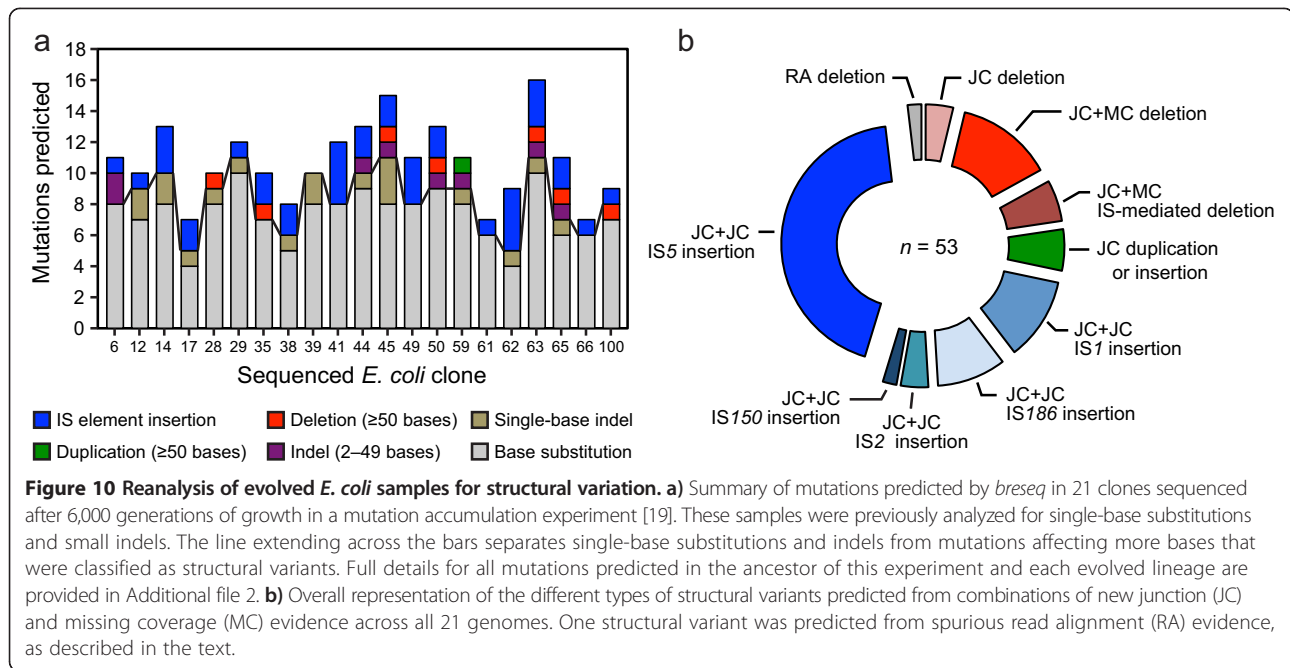 a
18
16
14
12
10
8
6
4
2
0
Mutations predicted
6 12 14 17 28 29 35 38 39 41 44 45 49 50 59 61 62 63 65 66 100
Sequenced E. coli clone
IS element insertion
Deletion (≥50 bases)
Single-base indel
Duplication (≥50 bases)
Indel (2–49 bases)
Base substitution
b
RA deletion
JC deletion
JC+MC deletion
JC+MC
IS-mediated deletion
JC duplication
or insertion
JC+JC
IS1 insertion
JC+JC
IS186 insertion
JC+JC
IS2 insertion
JC+JC
IS150 insertion
JC+JC
IS5 insertion
n = 53
Figure 10 Reanalysis of evolved E. coli samples for structural variation. a) Summary of mutations predicted by breseq in 21 clones sequenced
after 6,000 generations of growth in a mutation accumulation experiment [19]. These samples were previously analyzed for single-base substitutions
and small indels. The line extending across the bars separates single-base substitutions and indels from mutations affecting more bases that
were classified as structural variants. Full details for all mutations predicted in the ancestor of this experiment and each evolved lineage are
provided in Additional file 2. b) Overall representation of the different types of structural variants predicted from combinations of new junction (JC)
and missing coverage (MC) evidence across all 21 genomes. One structural variant was predicted from spurious read alignment (RA) evidence,
as described in the text.